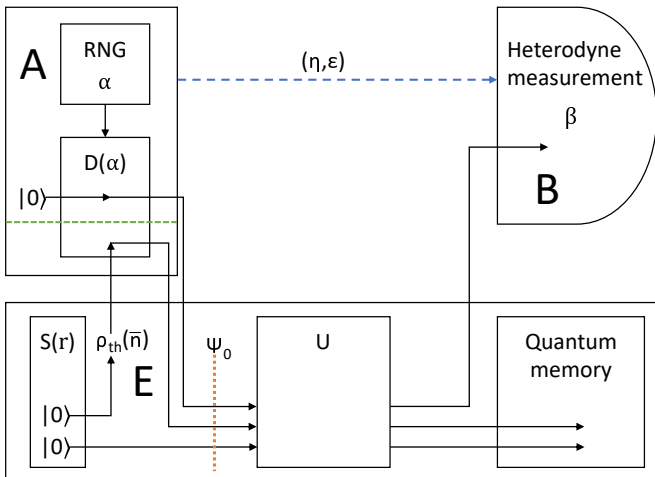 A
RNG
α
D(α)
|0⟩
(η,ε)
Heterodyne
measurement
β
B
S(r)
ρth(n̅)
E
|0⟩
|0⟩
Ψ0
U
Quantum
memory